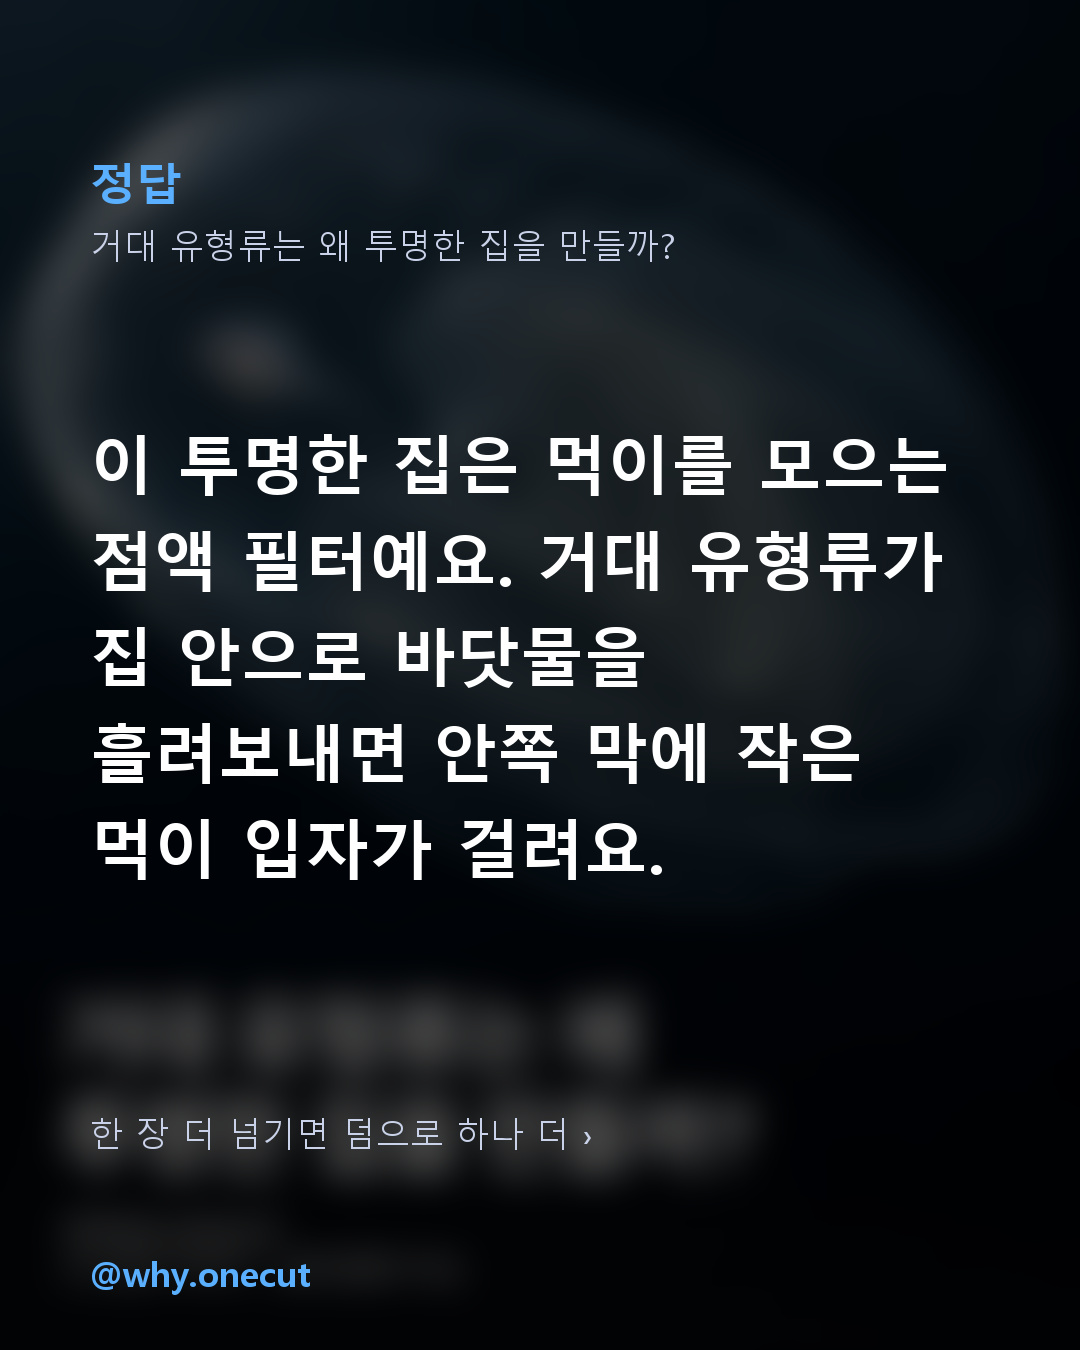 정답
거대 유형류는 왜 투명한 집을 만들까?
이 투명한 집은 먹이를 모으는
점액 필터예요. 거대 유형류가
집 안으로 바닷물을
흘려보내면 안쪽 막에 작은
먹이 입자가 걸려요.
한 장 더 넘기면 덤으로 하나 더 ›
@why.onecut